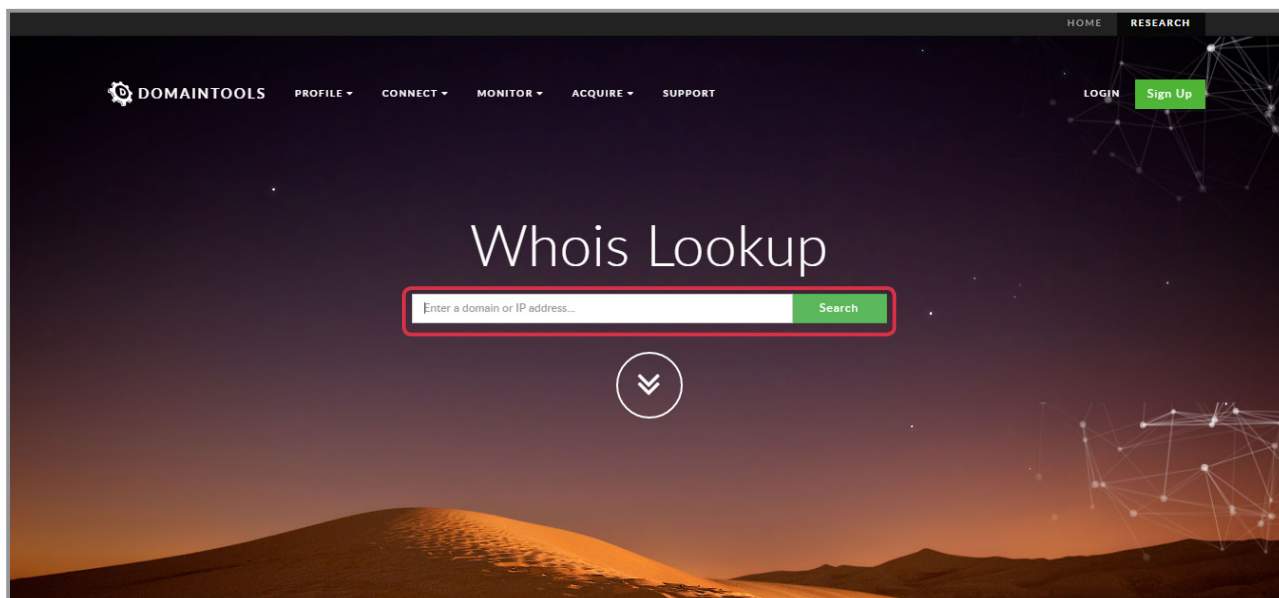 HOME RESEARCH
DOMAINTOOLS PROFILE CONNECT MONITOR ACQUIRE SUPPORT LOGIN Sign Up
Whois Lookup
Enter a domain or IP address... Search